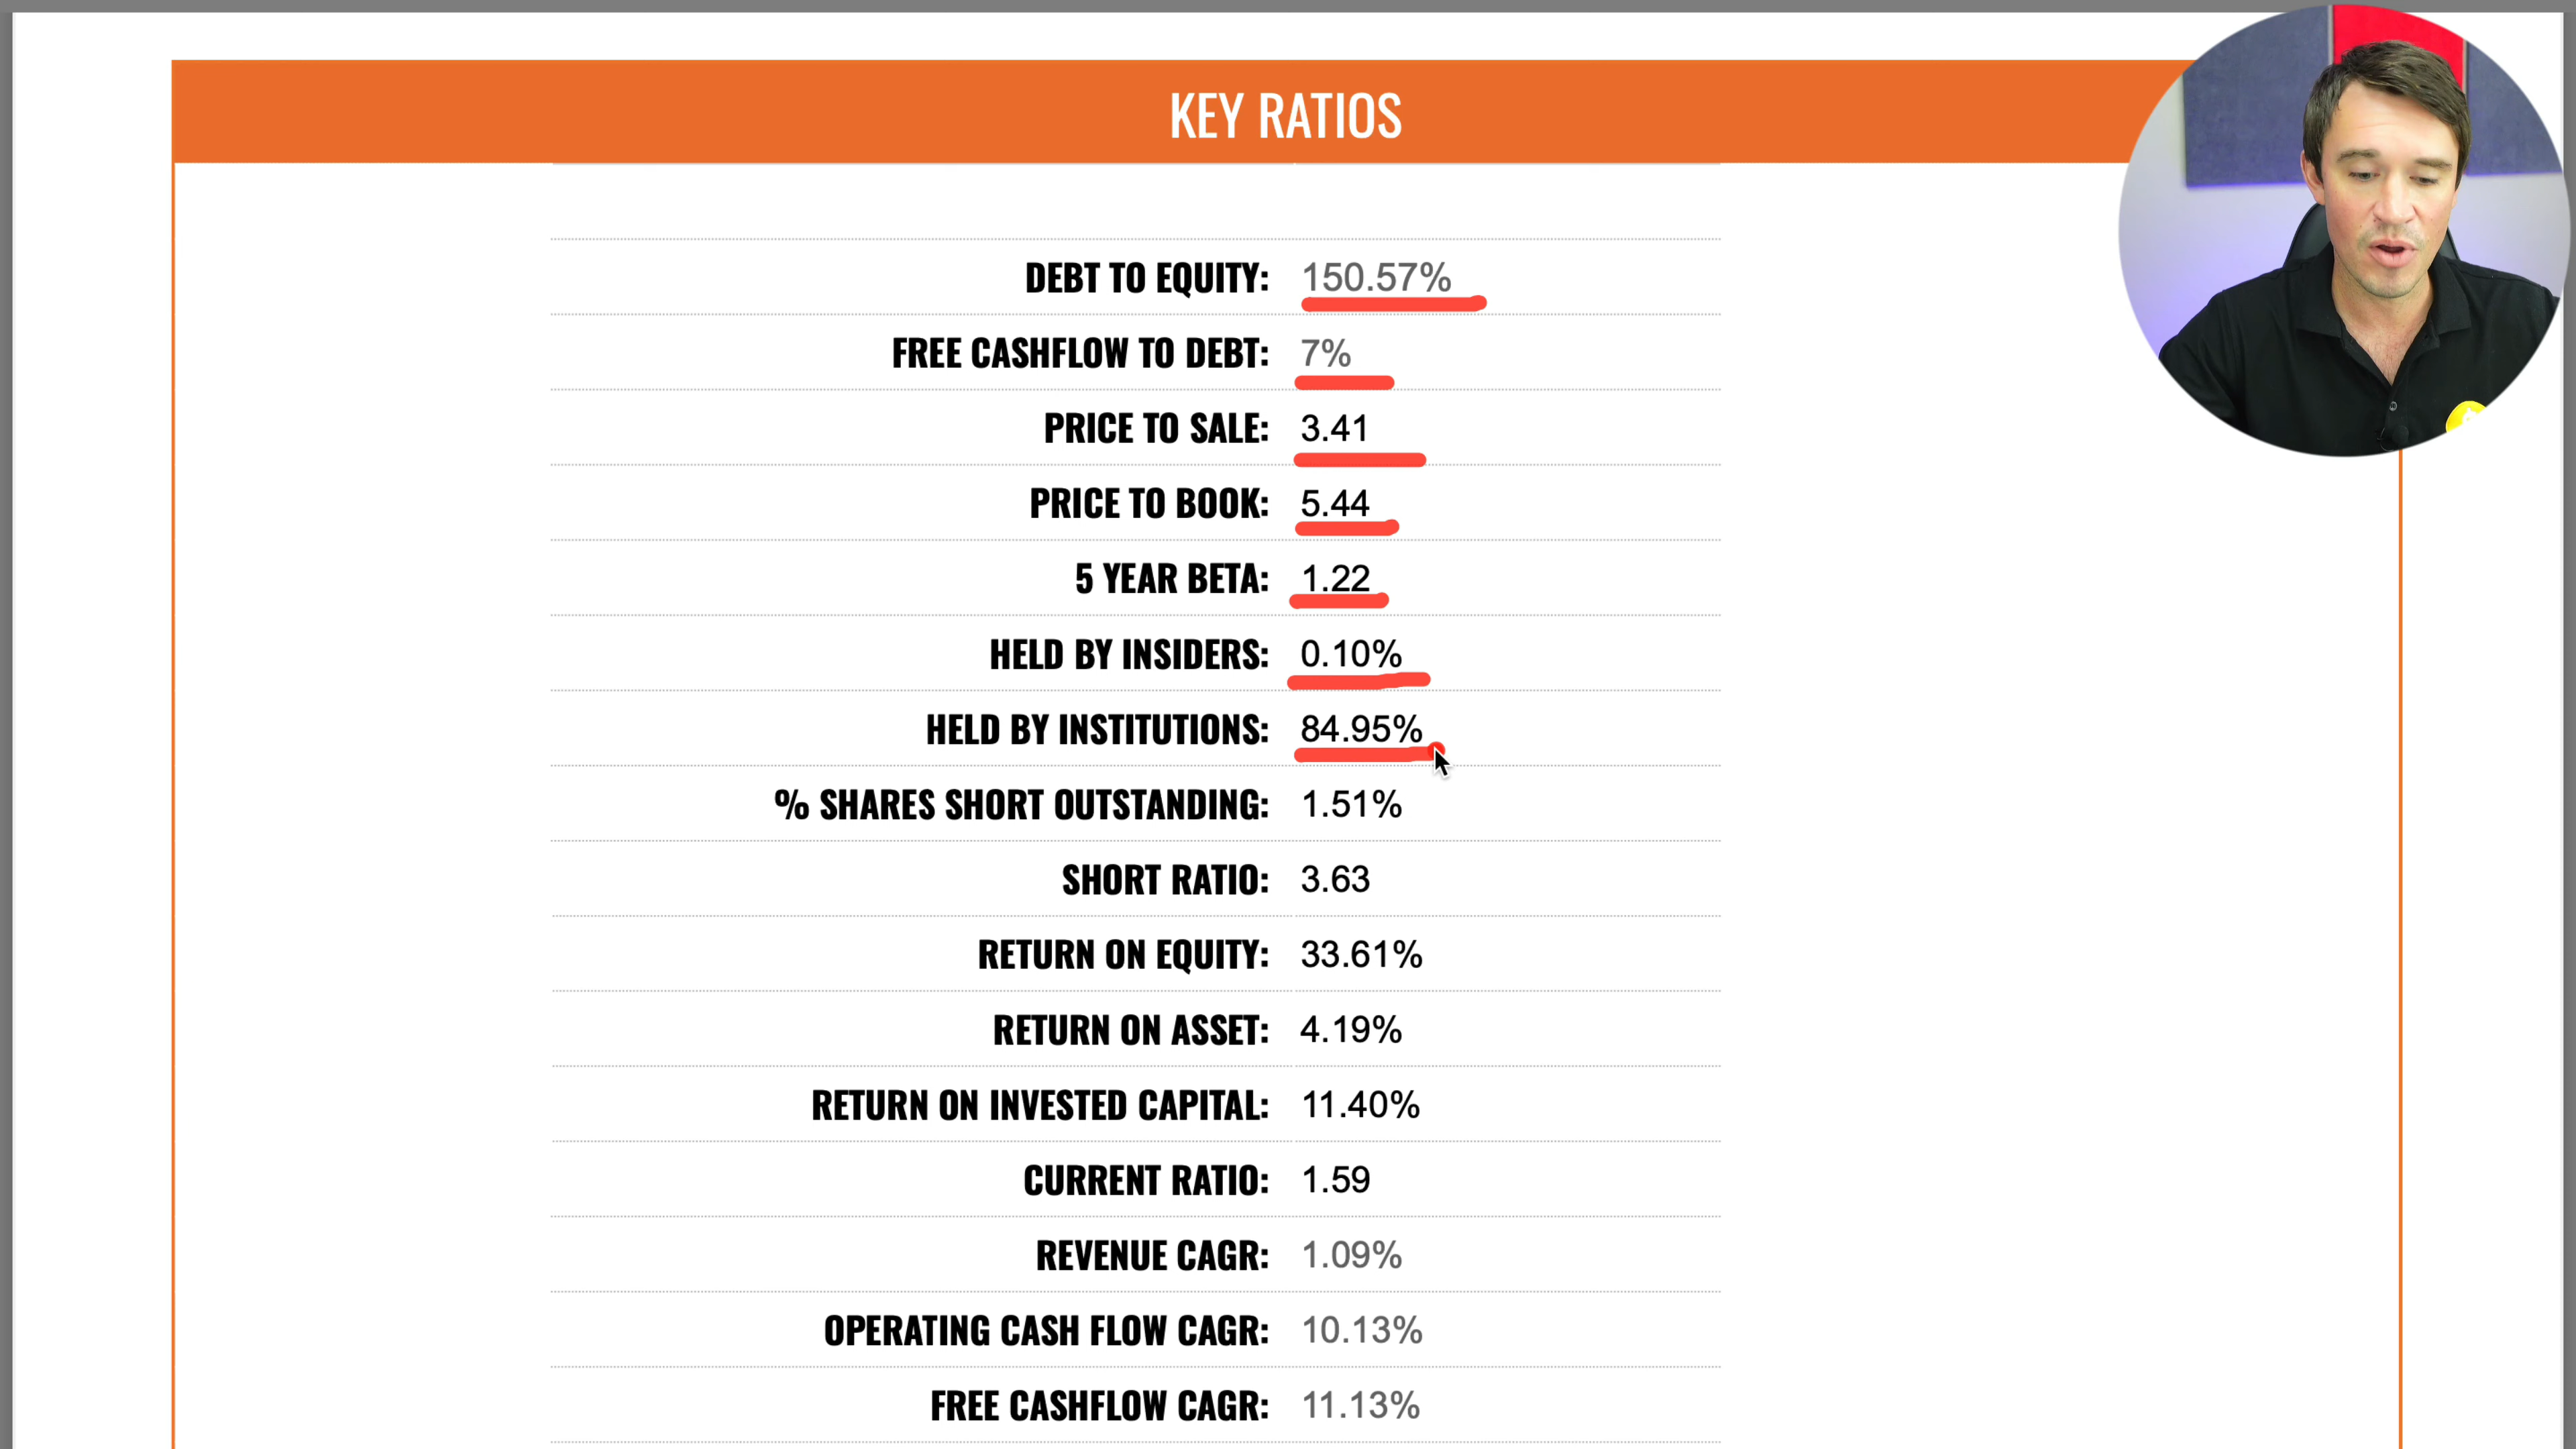 KEY RATIOS
DEBT TO EQUITY: 150.57%
FREE CASHFLOW TO DEBT: 7%
PRICE TO SALE: 3.41
PRICE TO BOOK: 5.44
5 YEAR BETA: 1.22
HELD BY INSIDERS: 0.10%
HELD BY INSTITUTIONS: 84.95%
% SHARES SHORT OUTSTANDING: 1.51%
SHORT RATIO: 3.63
RETURN ON EQUITY: 33.61%
RETURN ON ASSET: 4.19%
RETURN ON INVESTED CAPITAL: 11.40%
CURRENT RATIO: 1.59
REVENUE CAGR: 1.09%
OPERATING CASH FLOW CAGR: 10.13%
FREE CASHFLOW CAGR: 11.13%